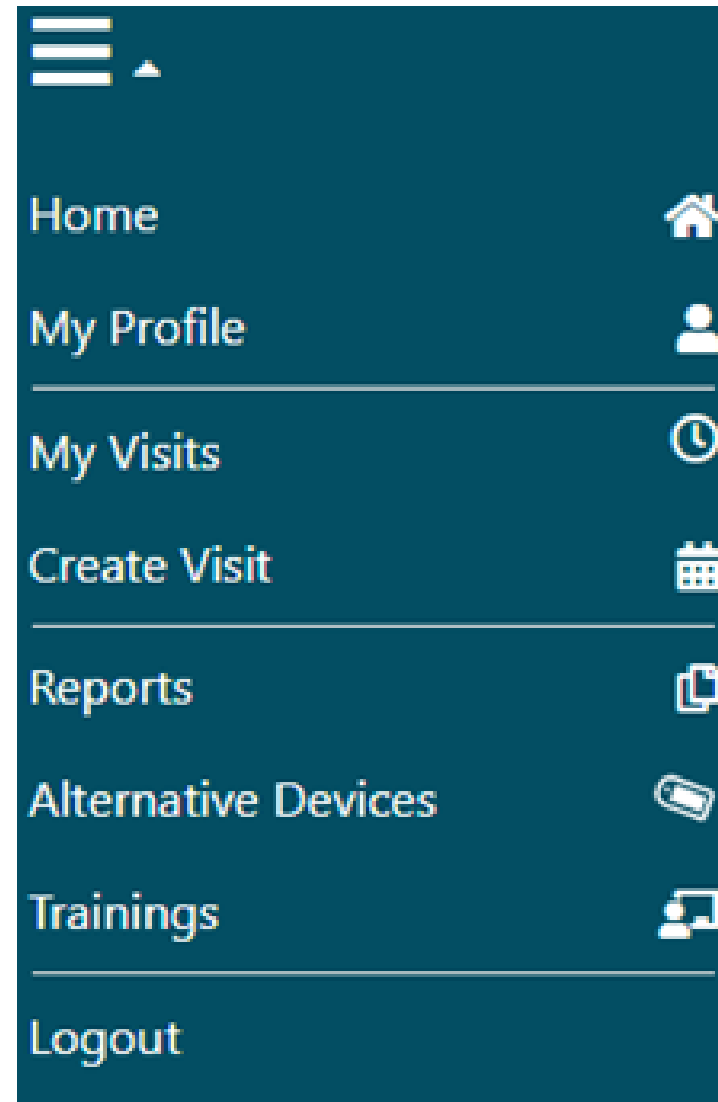 Home
My Profile
My Visits
Create Visit
Reports
Alternative Devices
Trainings
Logout